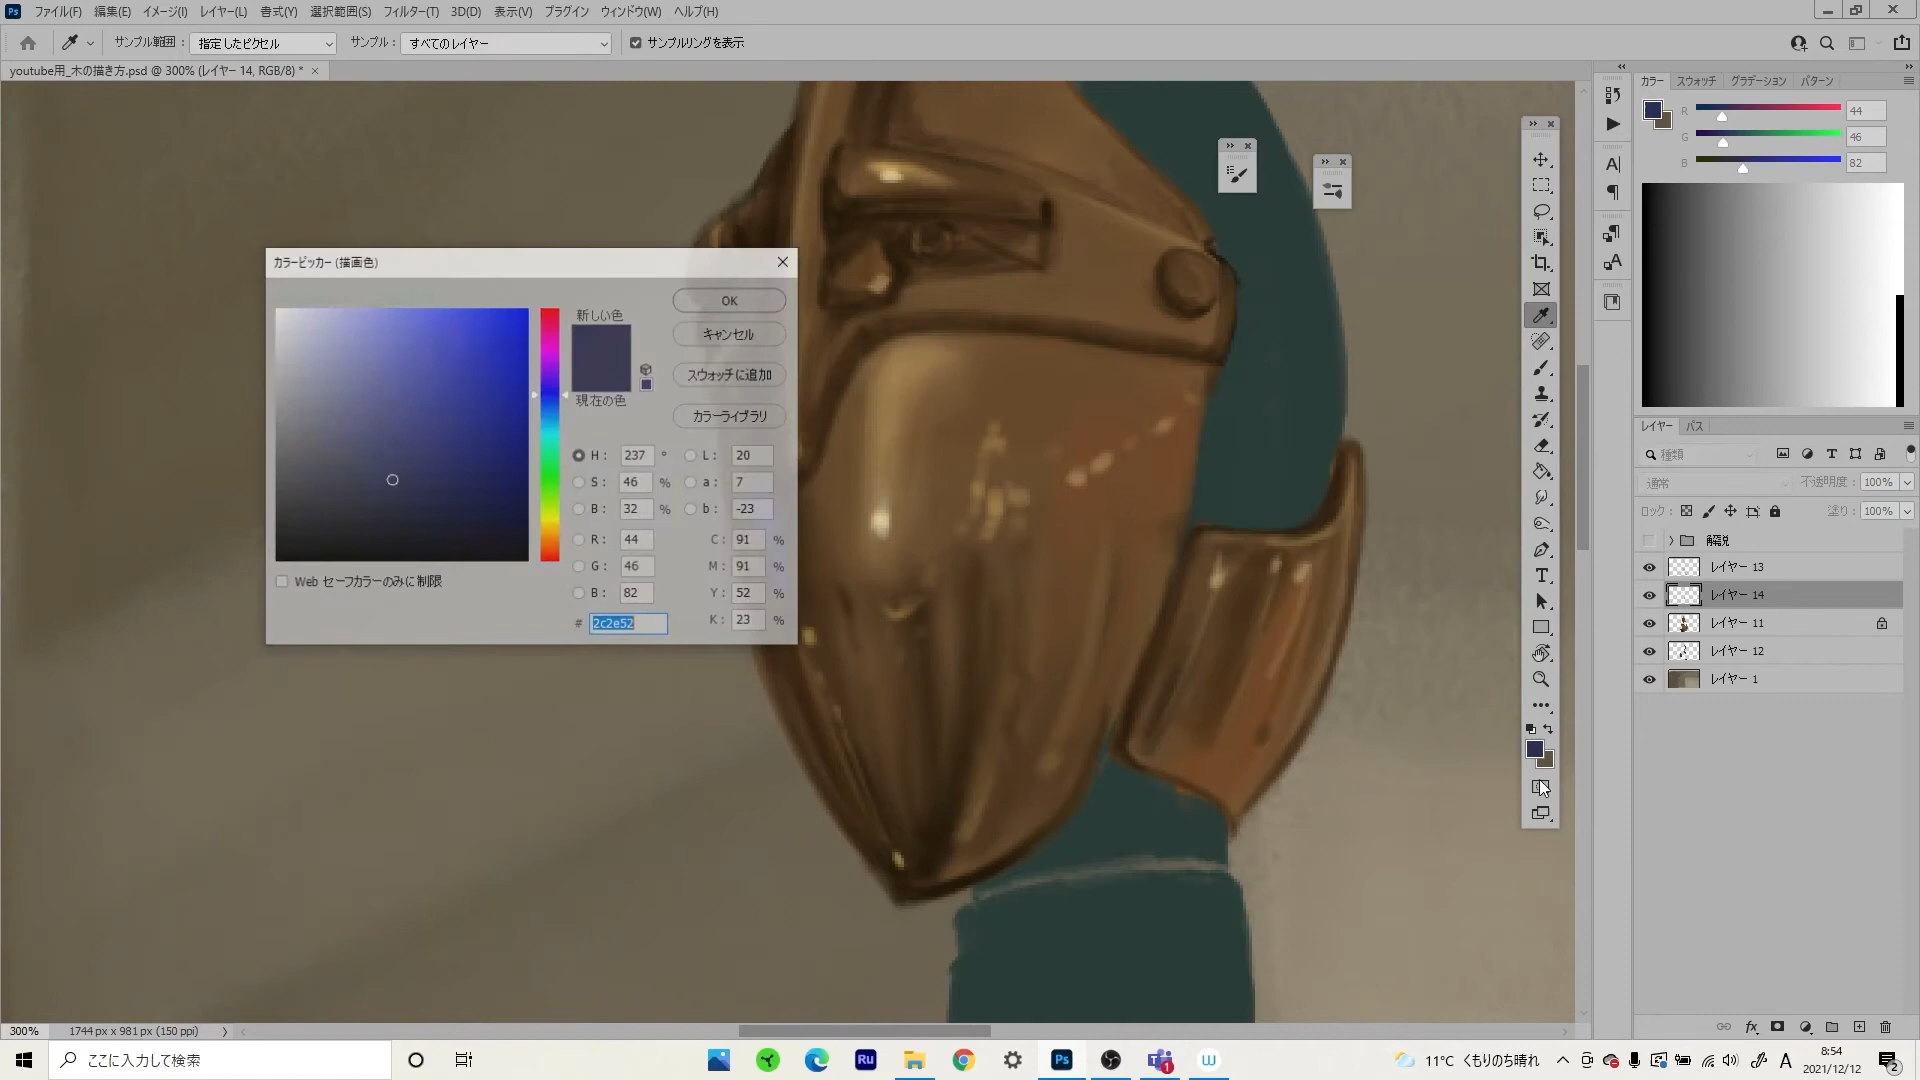 Ps ファイル(F) 編集(E) イメージ(I) レイヤー(L) 書式(Y) 選択範囲(S) フィルター(T) 3D(D) 表示(V) プラグイン ウィンドウ(W) ヘルプ(H)
サンプル範囲 : 指定したピクセル サンプル : すべてのレイヤー サンプルリングを表示
youtube用_木の描き方.psd @ 300% (レイヤー 14, RGB/8) * ×
カラー スウォッチ グラデーション パターン
R 44
G 46
B 82
カラーピッカー (描画色)
新しい色
現在の色
OK
キャンセル
スウォッチに追加
カラーライブラリ
H : 237 ° L : 20
S : 46 % a : 7
B : 32 % b : -23
R : 44 C : 91 %
G : 46 M : 91 %
B : 82 Y : 52 %
# 2c2e52 K : 23 %
Web セーフカラーのみに制限
レイヤー パス
種類
通常 不透明度 : 100%
ロック : 塗り : 100%
解説
レイヤー 13
レイヤー 14
レイヤー 11
レイヤー 12
レイヤー 1
300% 1744 px x 981 px (150 ppi)
ここに入力して検索
Ru
Ps
1
W
11°C くもりのち晴れ
A
8:54
2021/12/12
2